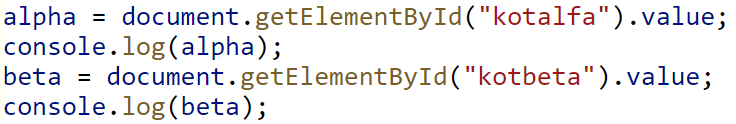 alpha = document.getElementById("kotalfa").value;
console.log(alpha);
beta = document.getElementById("kotbeta").value;
console.log(beta);